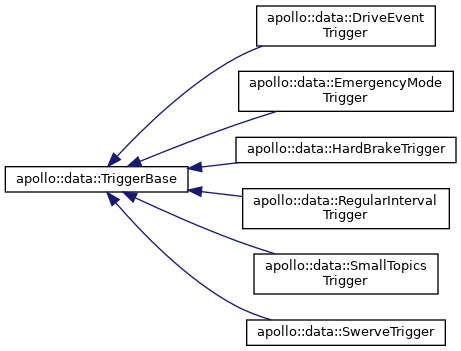 apollo::data::DriveEvent
Trigger
apollo::data::EmergencyMode
Trigger
apollo::data::HardBrakeTrigger
apollo::data::TriggerBase
apollo::data::RegularInterval
Trigger
apollo::data::SmallTopics
Trigger
apollo::data::SwerveTrigger